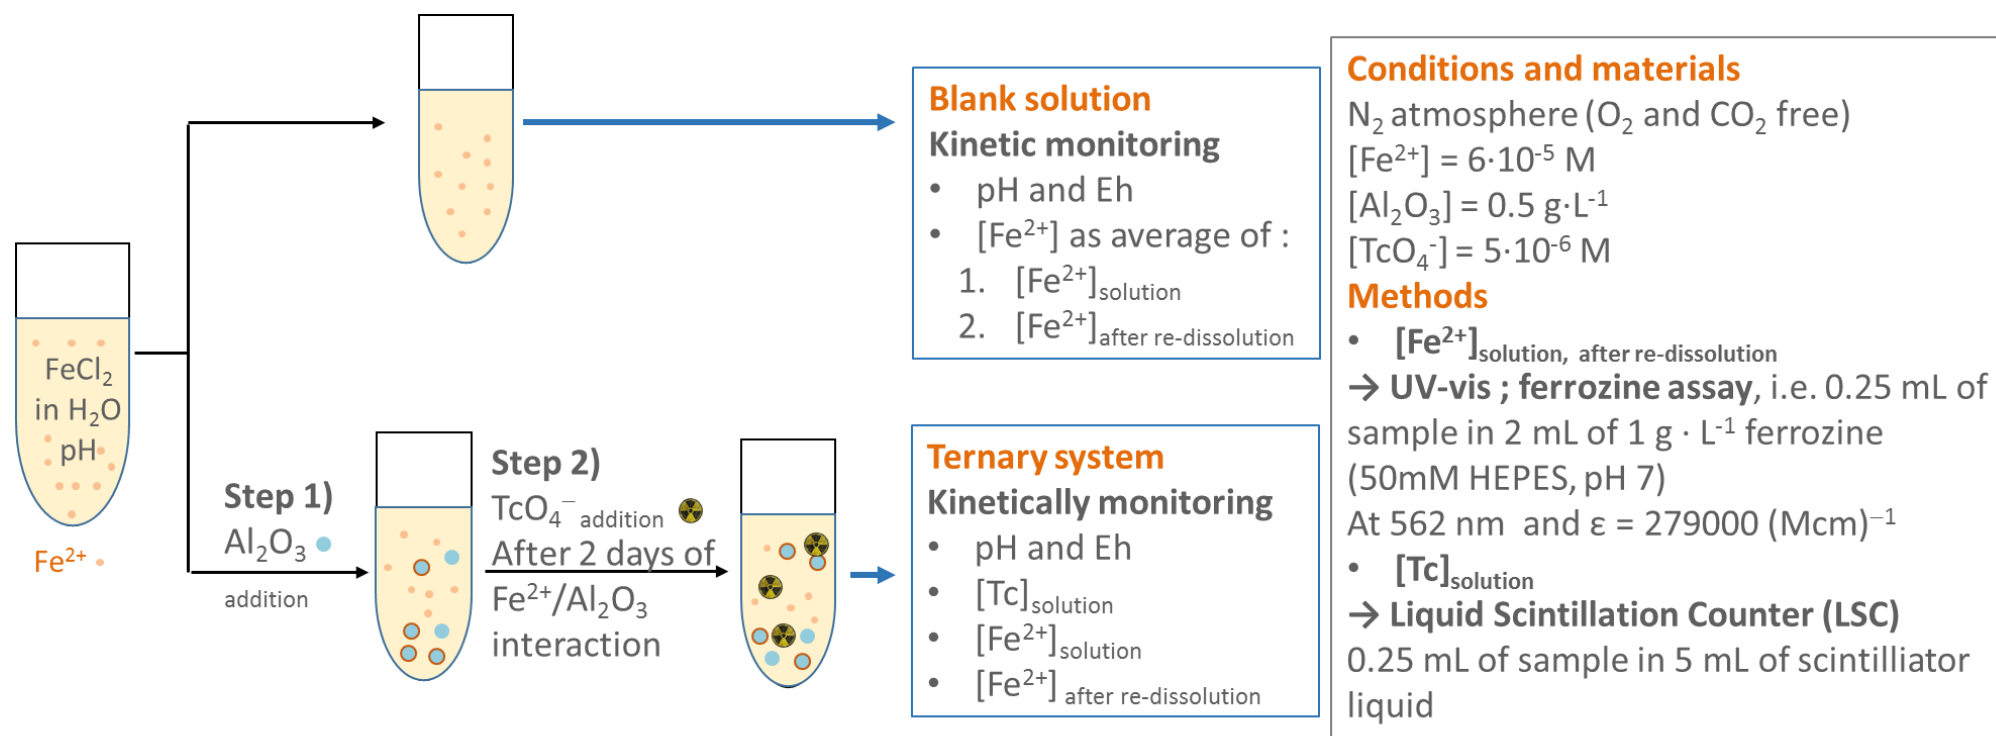 FeCl₂
in H₂O
pH
Fe²⁺
Step 1)
Al₂O₃
addition
Step 2)
TcO₄⁻ addition
After 2 days of
Fe²⁺/Al₂O₃
interaction
Blank solution
Kinetic monitoring
• pH and Eh
• [Fe²⁺] as average of :
1. [Fe²⁺]solution
2. [Fe²⁺]after re-dissolution
Ternary system
Kinetically monitoring
• pH and Eh
• [Tc]solution
• [Fe²⁺]solution
• [Fe²⁺] after re-dissolution
Conditions and materials
N₂ atmosphere (O₂ and CO₂ free)
[Fe²⁺] = 6·10⁻⁵ M
[Al₂O₃] = 0.5 g·L⁻¹
[TcO₄⁻] = 5·10⁻⁶ M
Methods
• [Fe²⁺]solution, after re-dissolution
→ UV-vis ; ferrozine assay, i.e. 0.25 mL of
sample in 2 mL of 1 g · L⁻¹ ferrozine
(50mM HEPES, pH 7)
At 562 nm and ε = 279000 (Mcm)⁻¹
• [Tc]solution
→ Liquid Scintillation Counter (LSC)
0.25 mL of sample in 5 mL of scintilliator
liquid